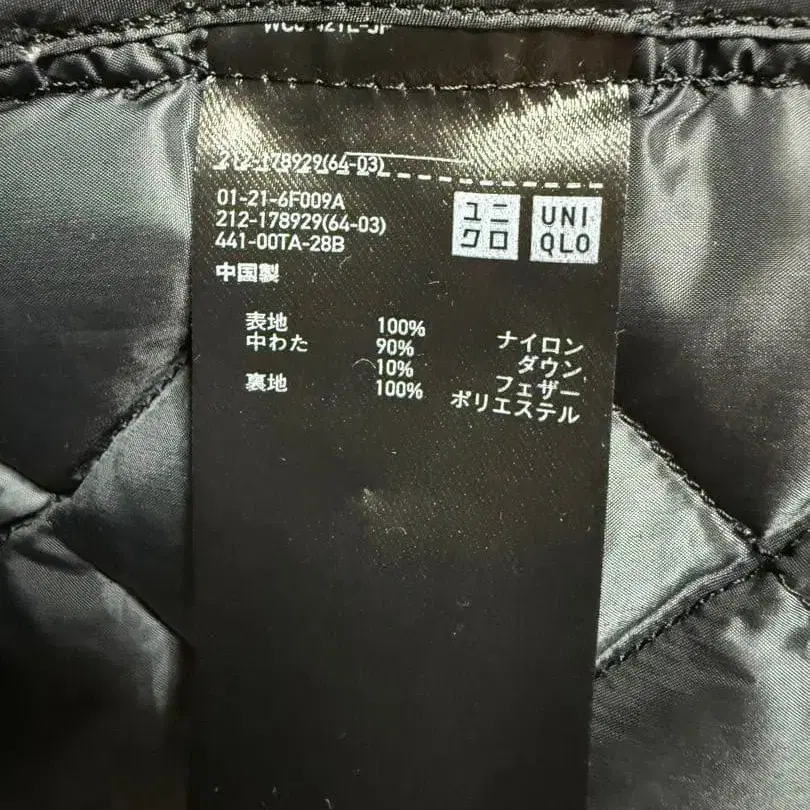 212-178929(64-03)
01-21-6F009A
212-178929(64-03)
441-00TA-28B
ユニ
クロ
UNI
QLO
中国製
表地 100% ナイロン
中わた 90% ダウン
10% フェザー
裏地 100% ポリエステル